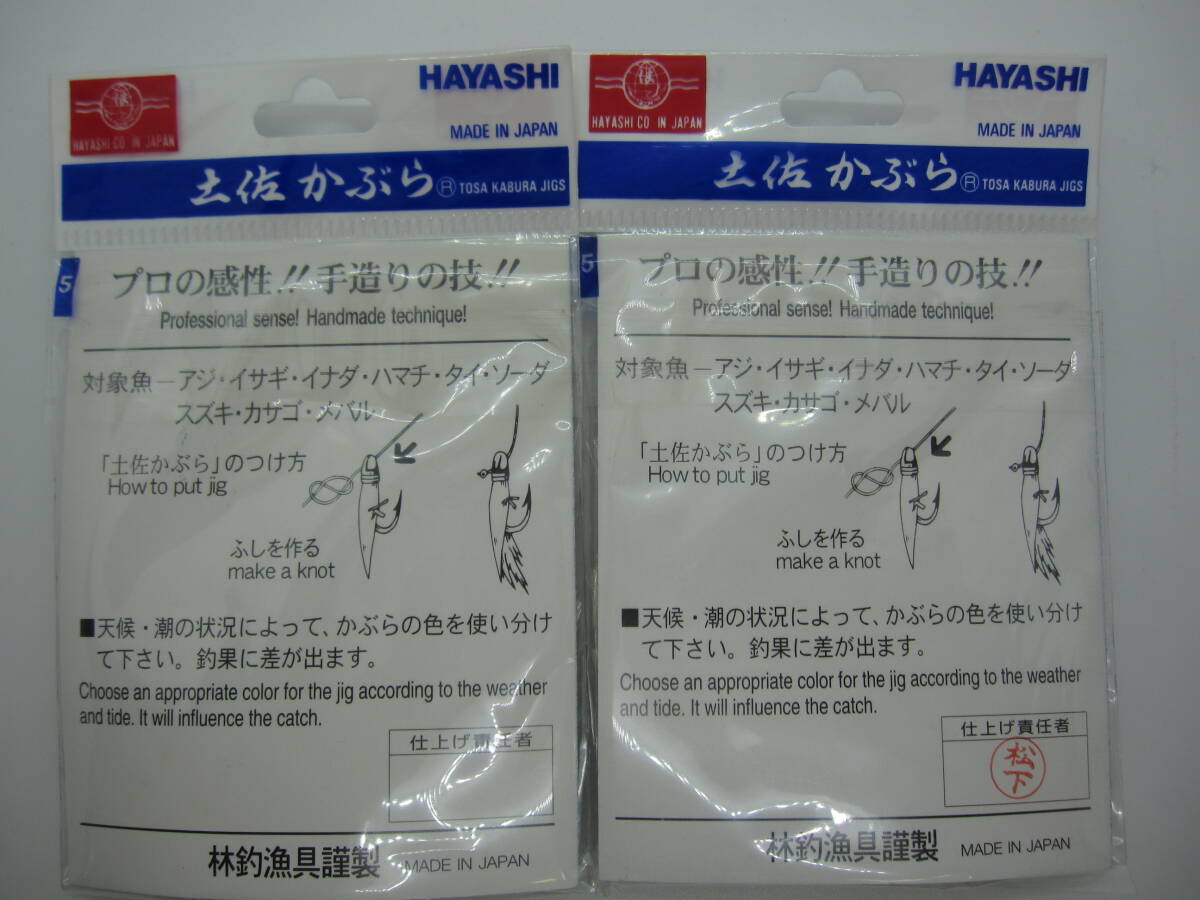 HAYASHI CO IN JAPAN
HAYASHI
MADE IN JAPAN
土佐かぶら® TOSA KABURA JIGS
5
プロの感性!!手造りの技!!
Professional sense! Handmade technique!
対象魚―アジ・イサギ・イナダ・ハマチ・タイ・ソーダ
スズキ・カサゴ・メバル
「土佐かぶら」のつけ方
How to put jig
ふしを作る
make a knot
■天候・潮の状況によって、かぶらの色を使い分け
て下さい。釣果に差が出ます。
Choose an appropriate color for the jig according to the weather
and tide. It will influence the catch.
仕上げ責任者
林釣漁具謹製 MADE IN JAPAN
HAYASHI CO IN JAPAN
HAYASHI
MADE IN JAPAN
土佐かぶら® TOSA KABURA JIGS
5
プロの感性!!手造りの技!!
Professional sense! Handmade technique!
対象魚―アジ・イサギ・イナダ・ハマチ・タイ・ソーダ
スズキ・カサゴ・メバル
「土佐かぶら」のつけ方
How to put jig
ふしを作る
make a knot
■天候・潮の状況によって、かぶらの色を使い分け
て下さい。釣果に差が出ます。
Choose an appropriate color for the jig according to the weather
and tide. It will influence the catch.
仕上げ責任者
松下
林釣漁具謹製 MADE IN JAPAN